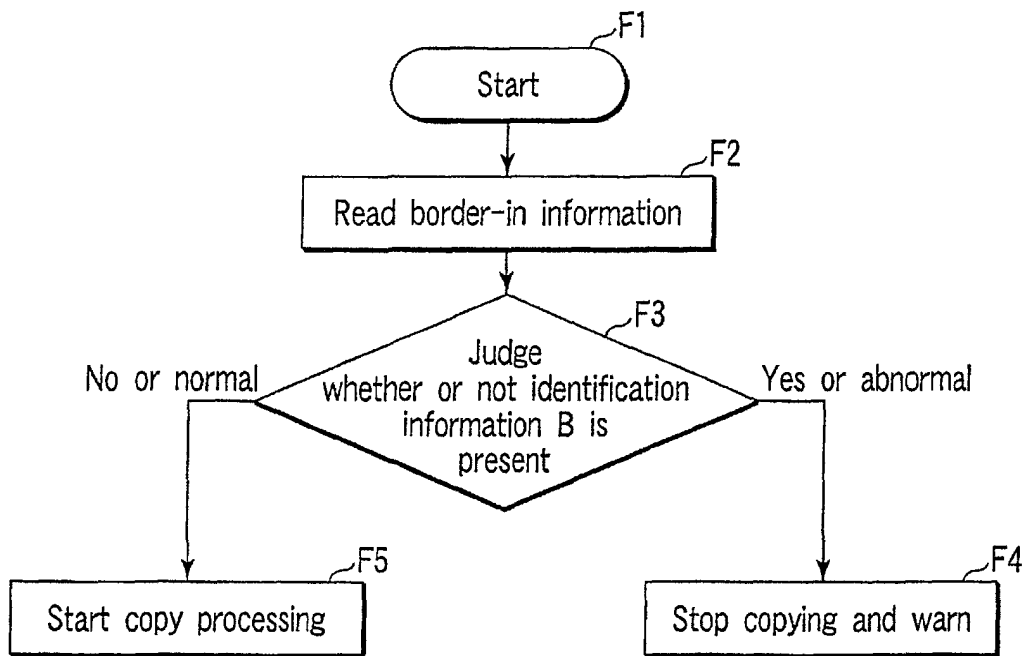 F1
Start
F2
Read border-in information
F3
Judge
whether or not identification
information B is
present
No or normal
Yes or abnormal
F5
Start copy processing
F4
Stop copying and warn